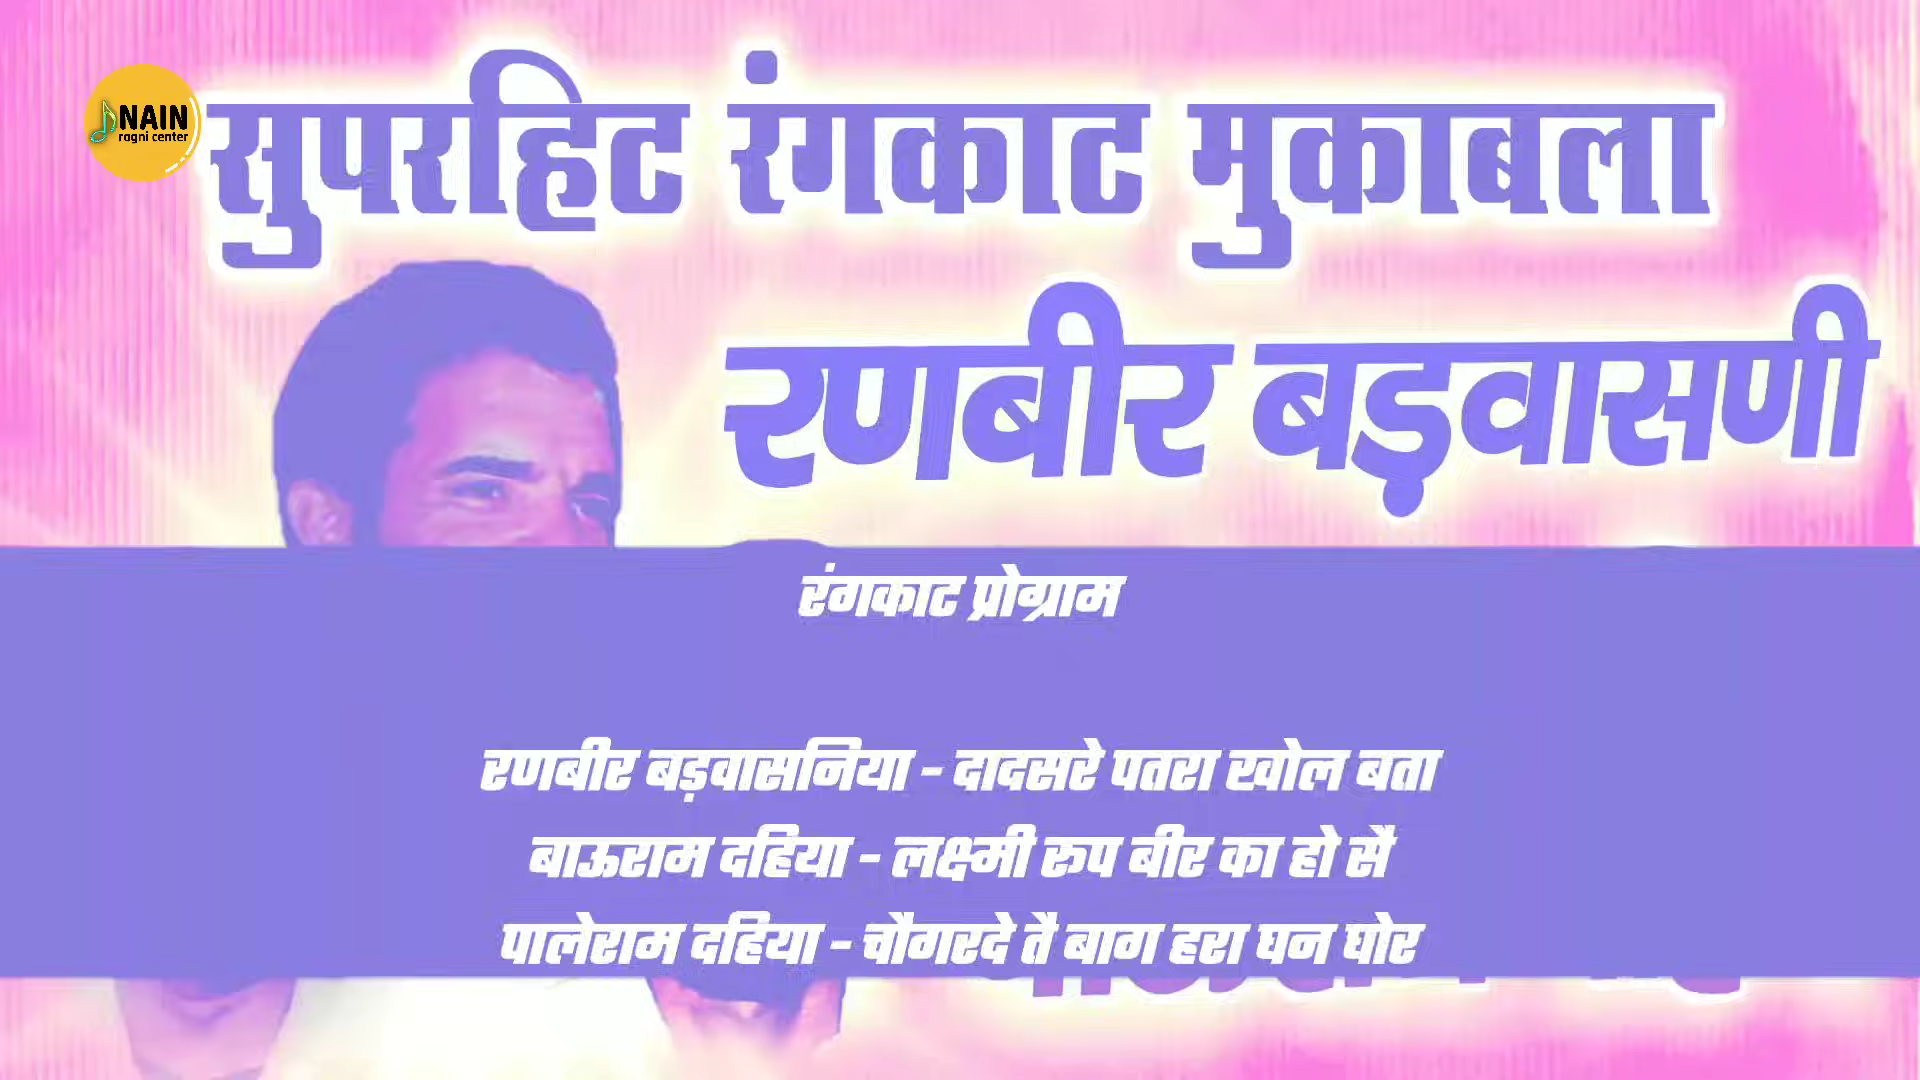 NAIN
ragni center
सुपरहिट रंगकाट मुकाबला
रणबीर बड़वासणी
रंगकाट प्रोग्राम
रणबीर बड़वासनिया - दादसरे पतरा खोल बता
बाऊराम दहिया - लक्ष्मी रूप बीर का हो सै
पालेराम दहिया - चौगरदे तै बाग हरा घन घोर